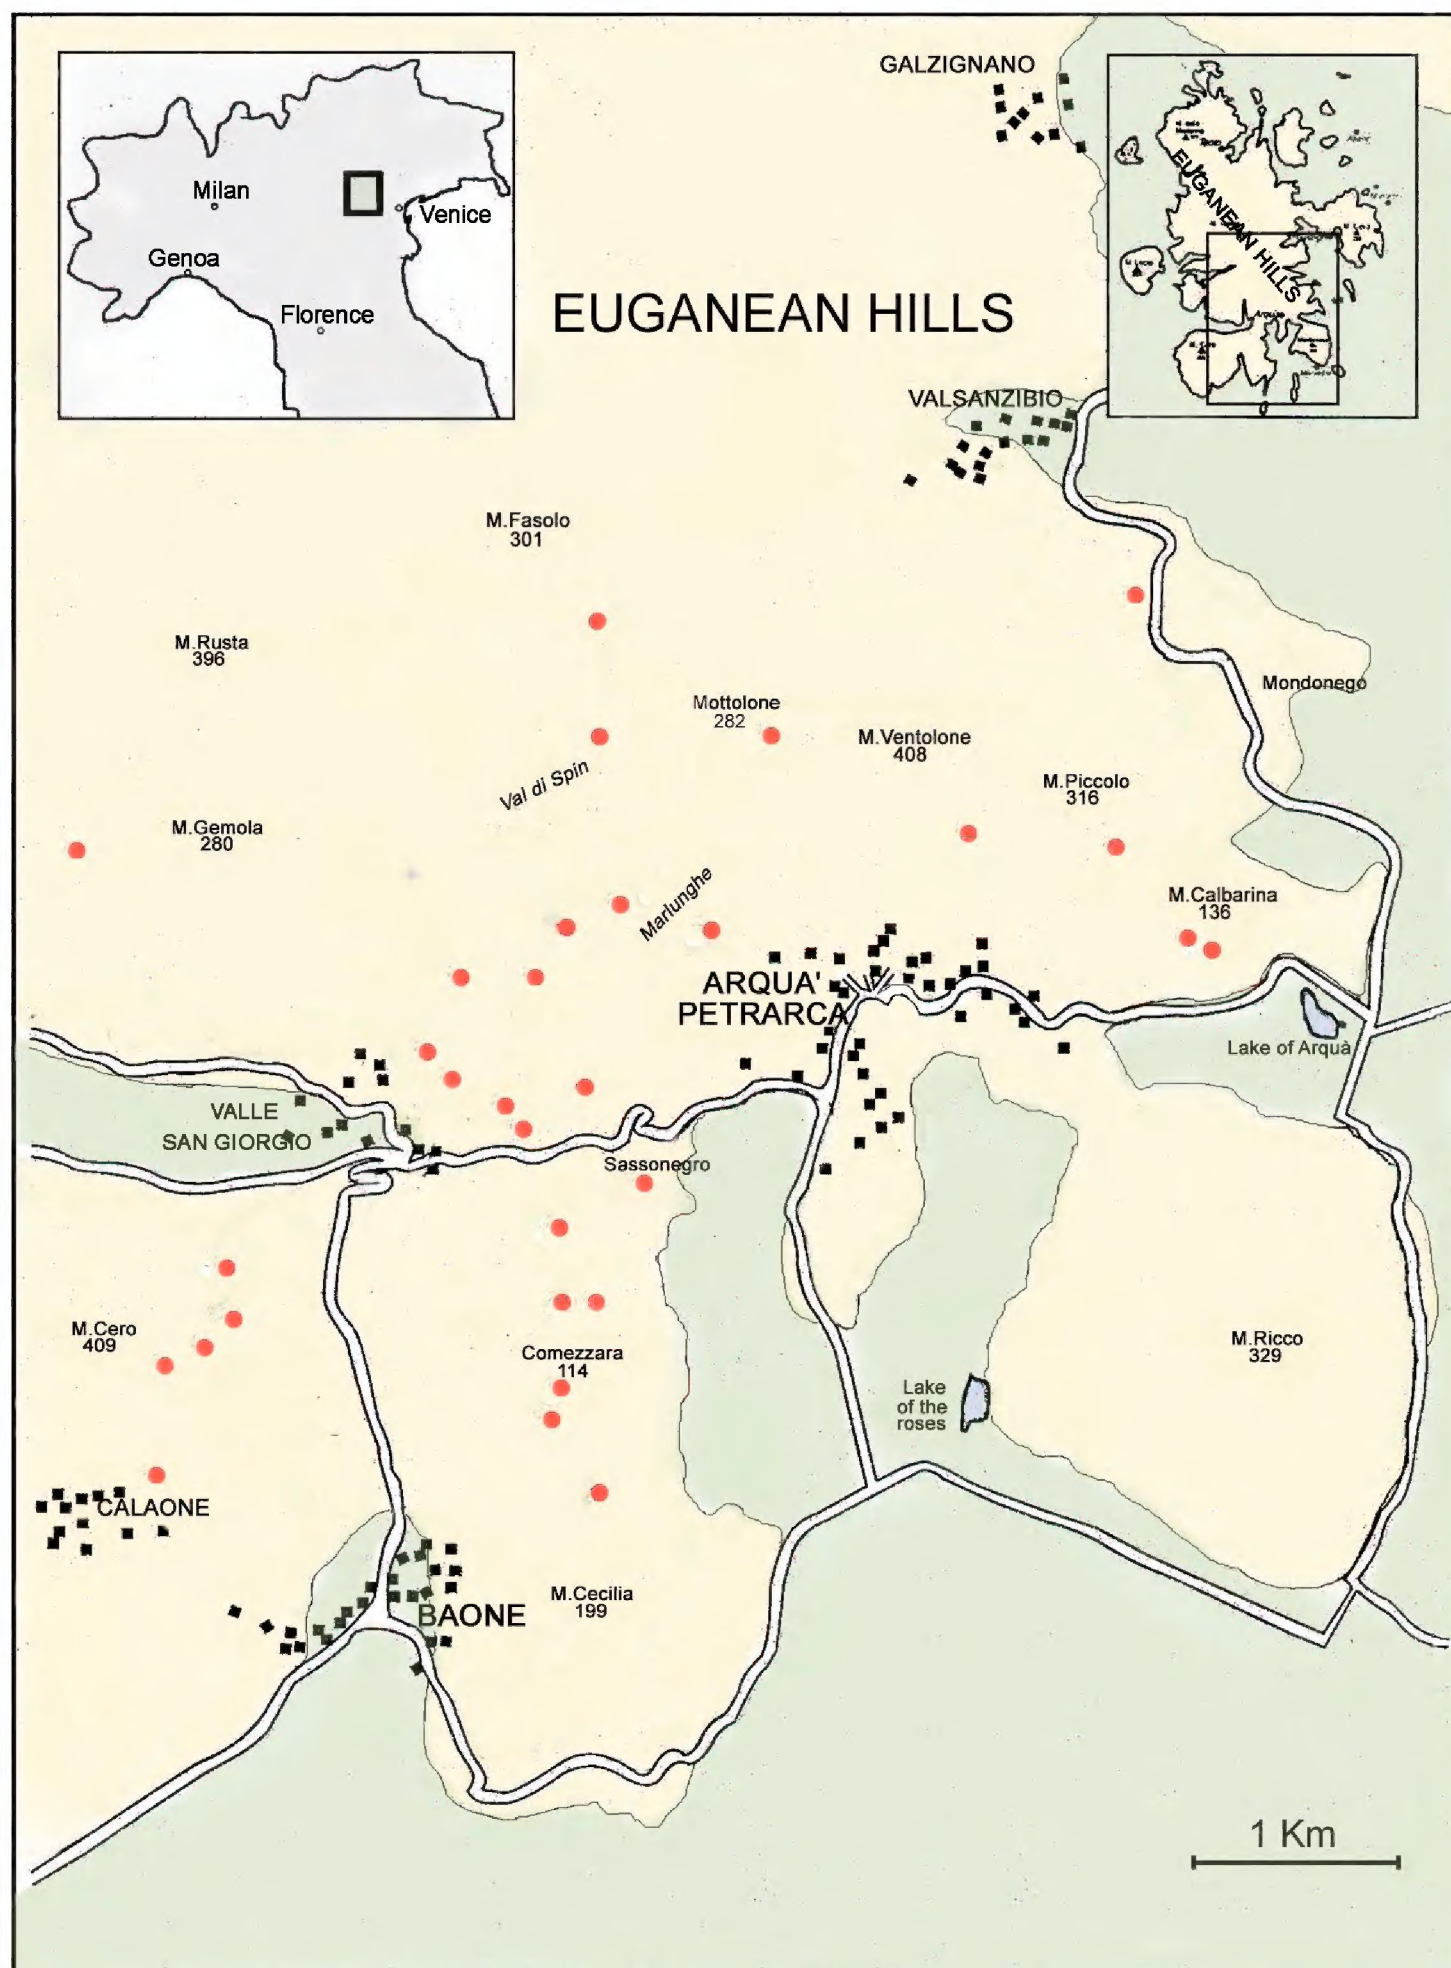 GALZIGNANO
Milan
Venice
Genoa
Florence
EUGANEAN HILLS
EUGANEAN HILLS
VALSANZIBIO
M.Fasolo
301
M.Rusta
396
Mondonego
Mottolone
282
M.Ventolone
408
Val di Spin
M.Piccolo
316
M.Gemola
280
Marlunghe
M.Calbarina
136
ARQUA'
PETRARCA
Lake of Arquà
VALLE
SAN GIORGIO
Sassonegro
M.Cero
409
Comezzara
114
M.Ricco
329
Lake
of the
roses
CALAONE
M.Cecilia
199
BAONE
1 Km